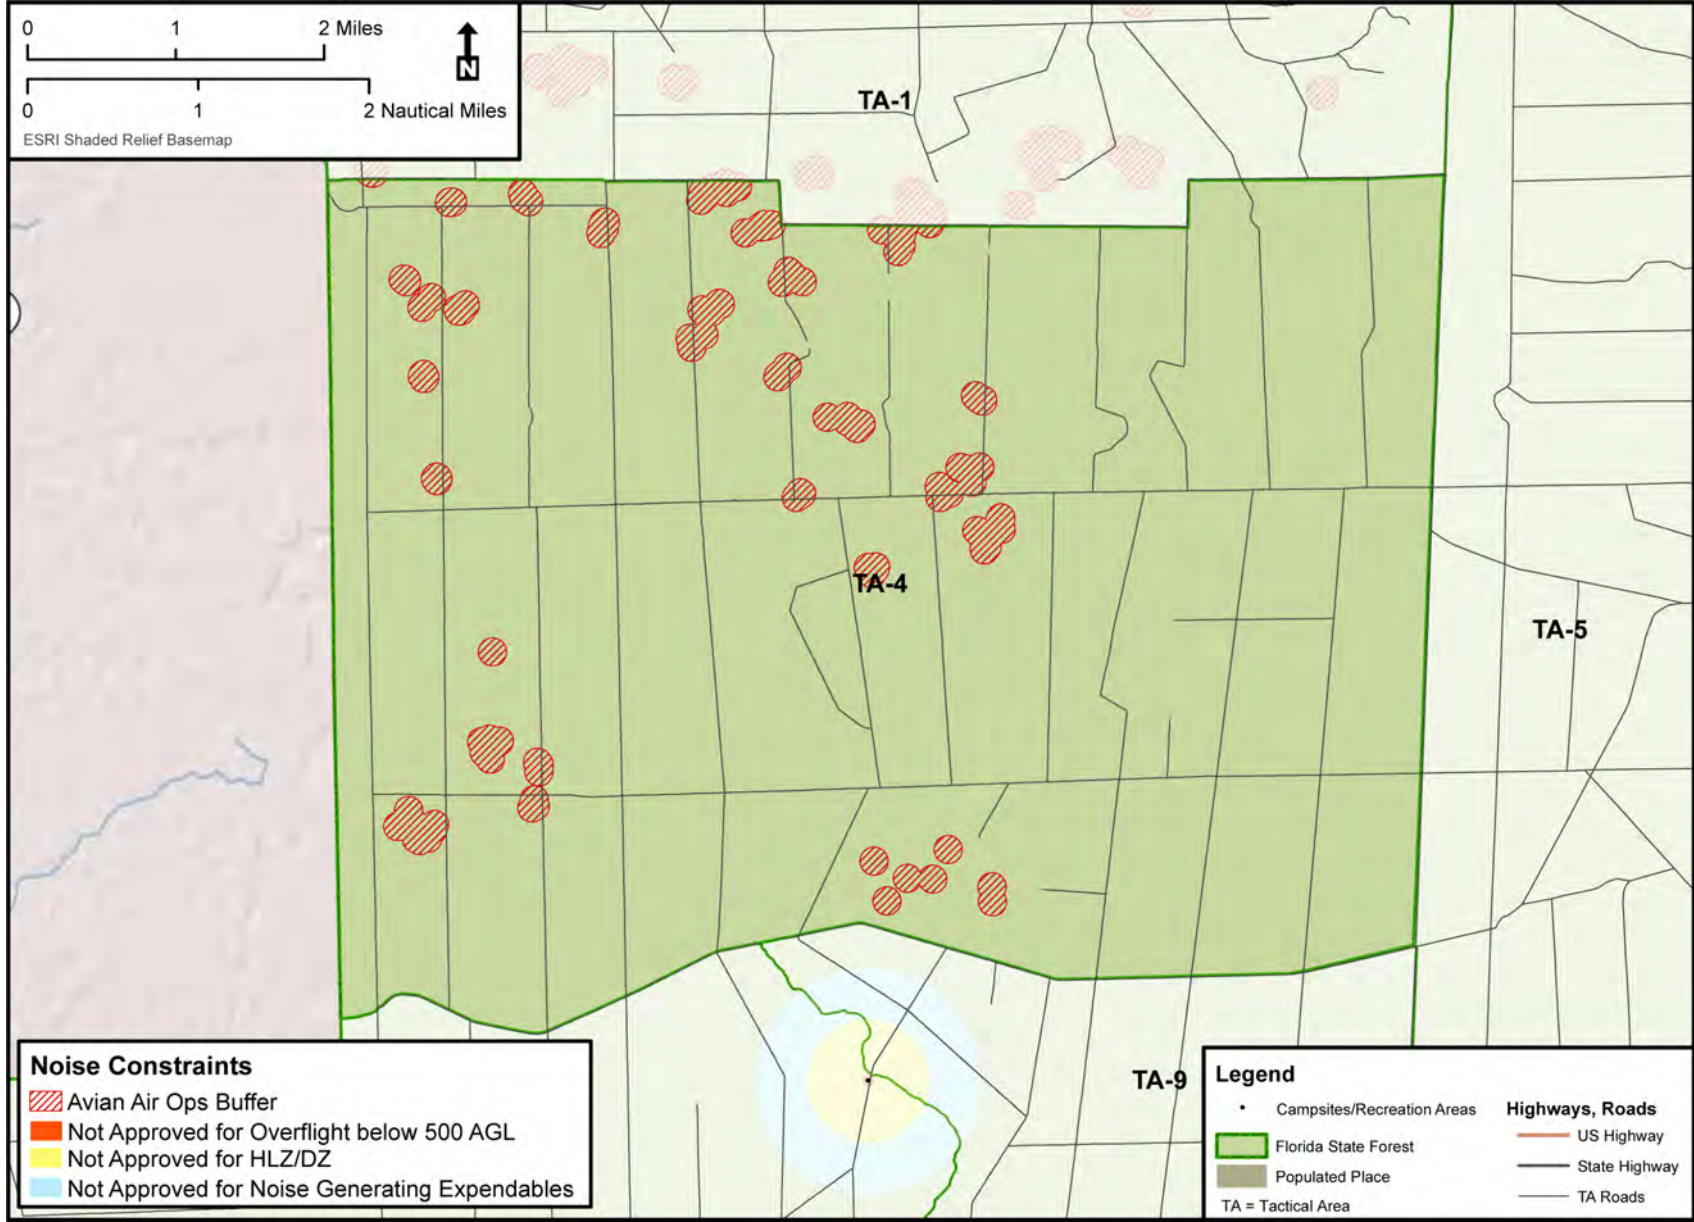 0 1 2 Miles
N
0 1 2 Nautical Miles
ESRI Shaded Relief Basemap
TA-1
TA-4
TA-5
TA-9
Noise Constraints
Avian Air Ops Buffer
Not Approved for Overflight below 500 AGL
Not Approved for HLZ/DZ
Not Approved for Noise Generating Expendables
Legend
Campsites/Recreation Areas
Florida State Forest
Populated Place
TA = Tactical Area
Highways, Roads
US Highway
State Highway
TA Roads